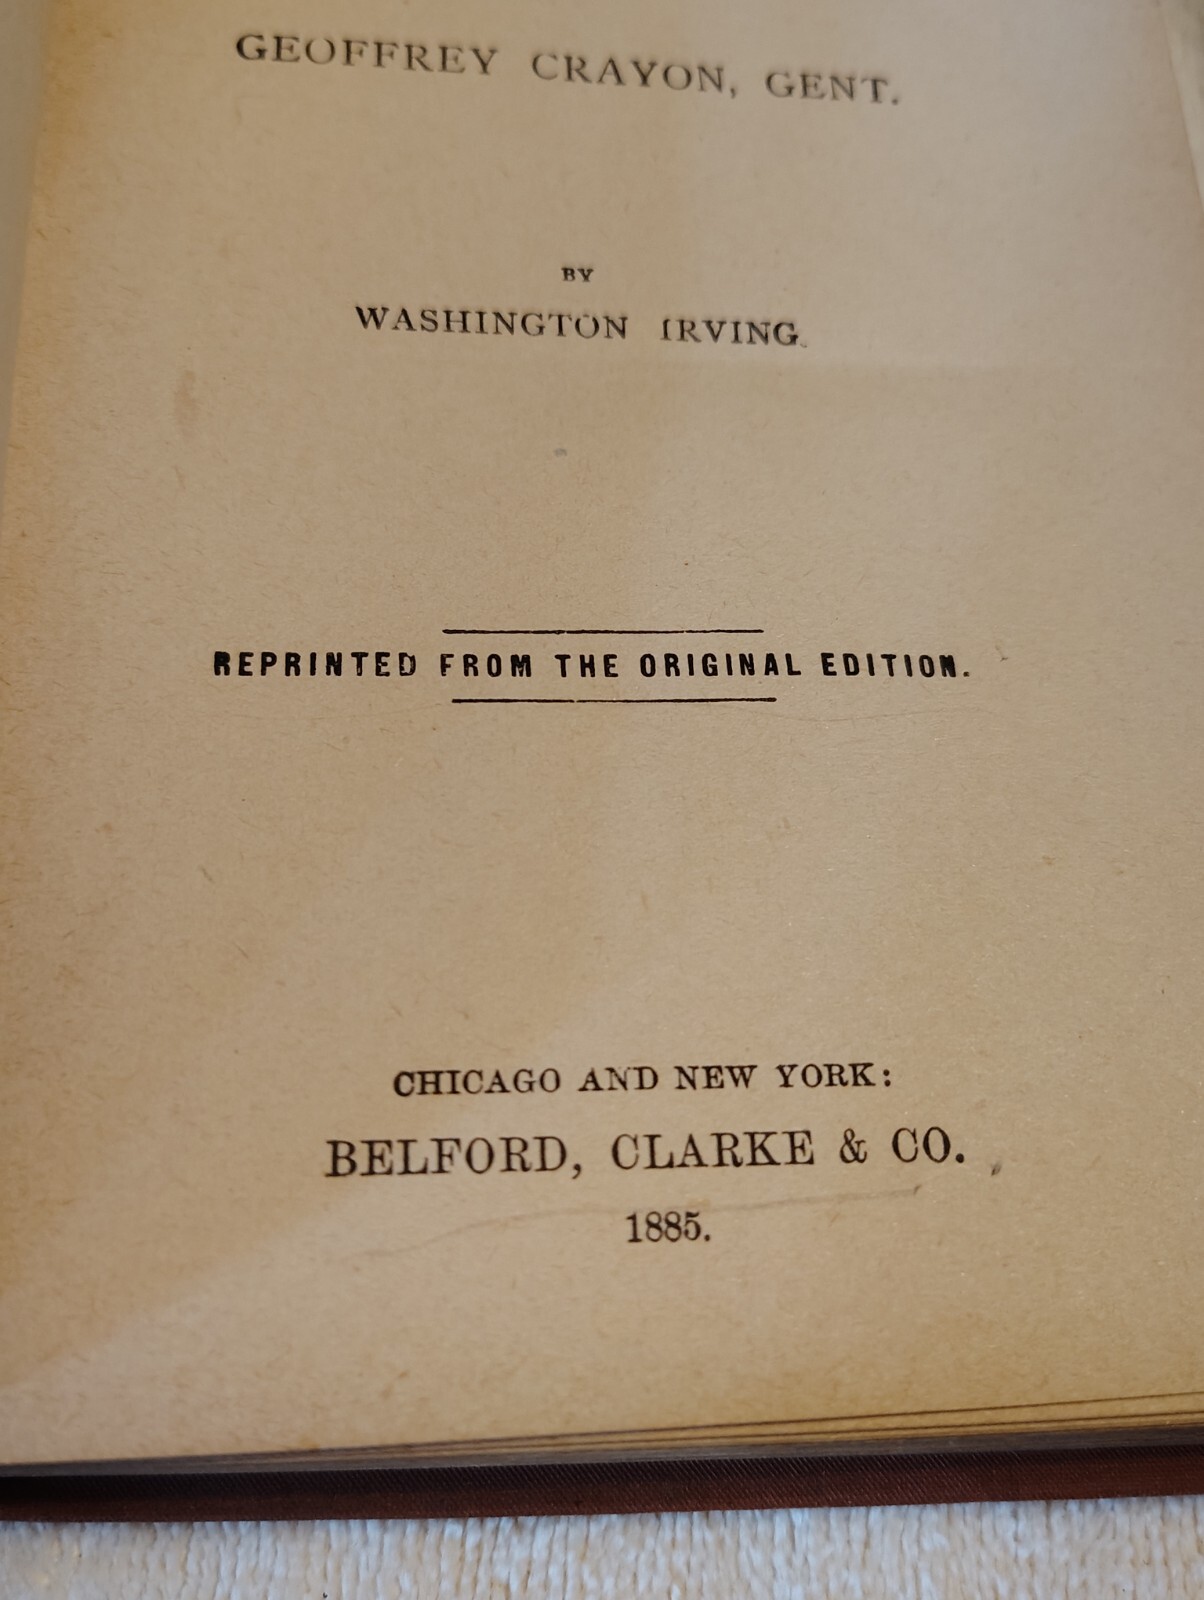 GEOFFREY CRAYON, GENT.
BY
WASHINGTON IRVING.
REPRINTED FROM THE ORIGINAL EDITION.
CHICAGO AND NEW YORK:
BELFORD, CLARKE & CO.
1885.